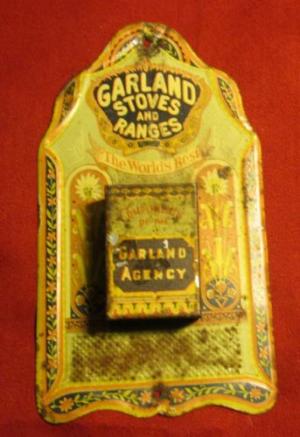 GARLAND
STOVES
AND
RANGES
The World's Best
GARLAND
AGENCY